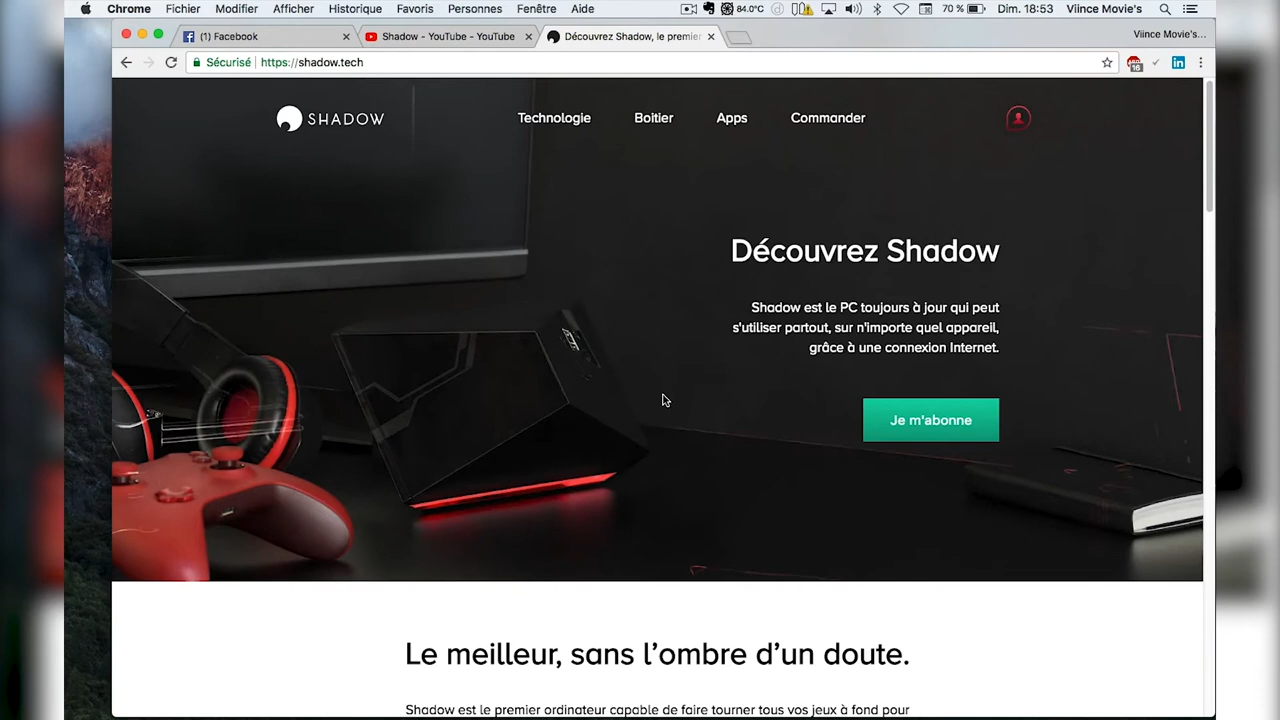 Chrome Fichier Modifier Afficher Historique Favoris Personnes Fenêtre Aide 84.0°C 70 % Dim. 18:53 Viince Movie's
(1) Facebook
Shadow - YouTube - YouTube
Découvrez Shadow, le premier
Viince Movie's...
Sécurisé https://shadow.tech
16
in
SHADOW
Technologie
Boitier
Apps
Commander
Découvrez Shadow
Shadow est le PC toujours à jour qui peut
s'utiliser partout, sur n'importe quel appareil,
grâce à une connexion Internet.
Je m'abonne
Le meilleur, sans l'ombre d'un doute.
Shadow est le premier ordinateur capable de faire tourner tous vos jeux à fond pour